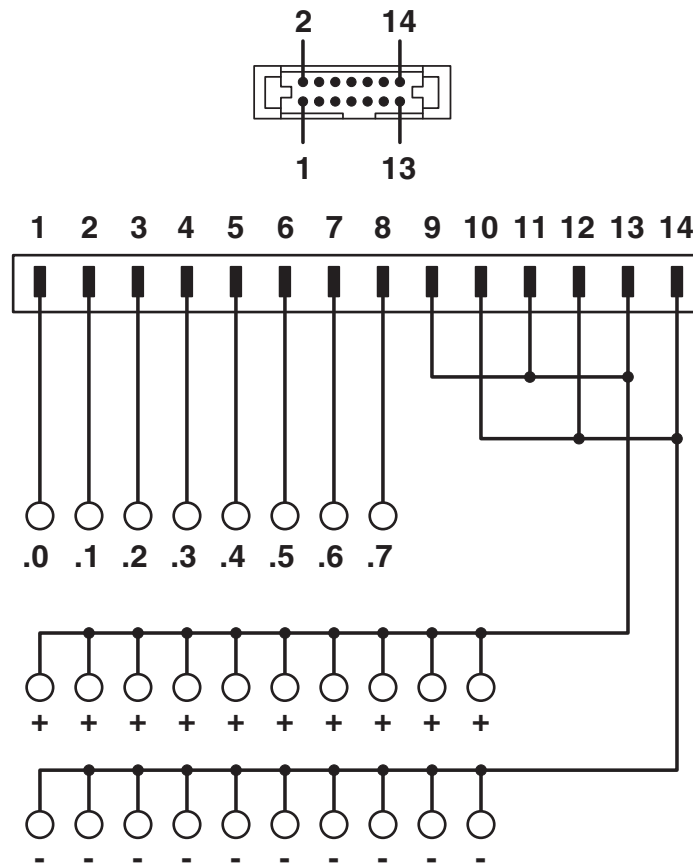 2 14
1 13
1 2 3 4 5 6 7 8 9 10 11 12 13 14
.0 .1 .2 .3 .4 .5 .6 .7
+ + + + + + + + + +
- - - - - - - - - -